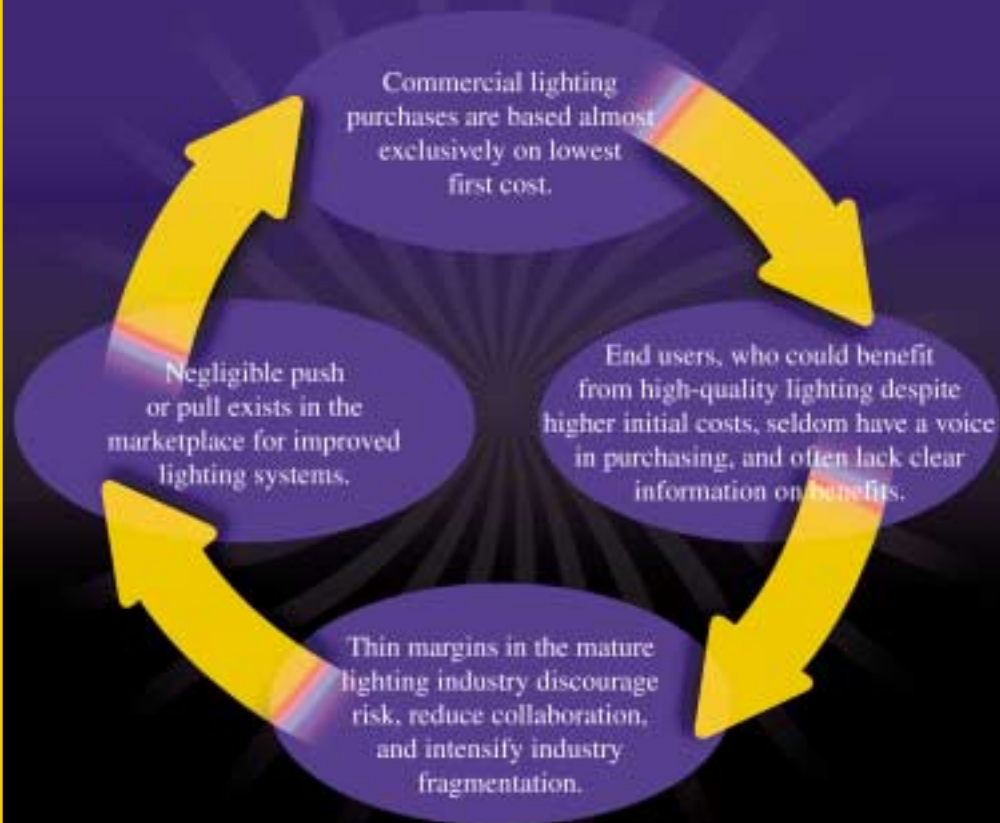 Commercial lighting
purchases are based almost
exclusively on lowest
first cost.
End users, who could benefit
from high-quality lighting despite
higher initial costs, seldom have a voice
in purchasing, and often lack clear
information on benefits.
Thin margins in the mature
lighting industry discourage
risk, reduce collaboration,
and intensify industry
fragmentation.
Negligible push
or pull exists in the
marketplace for improved
lighting systems.